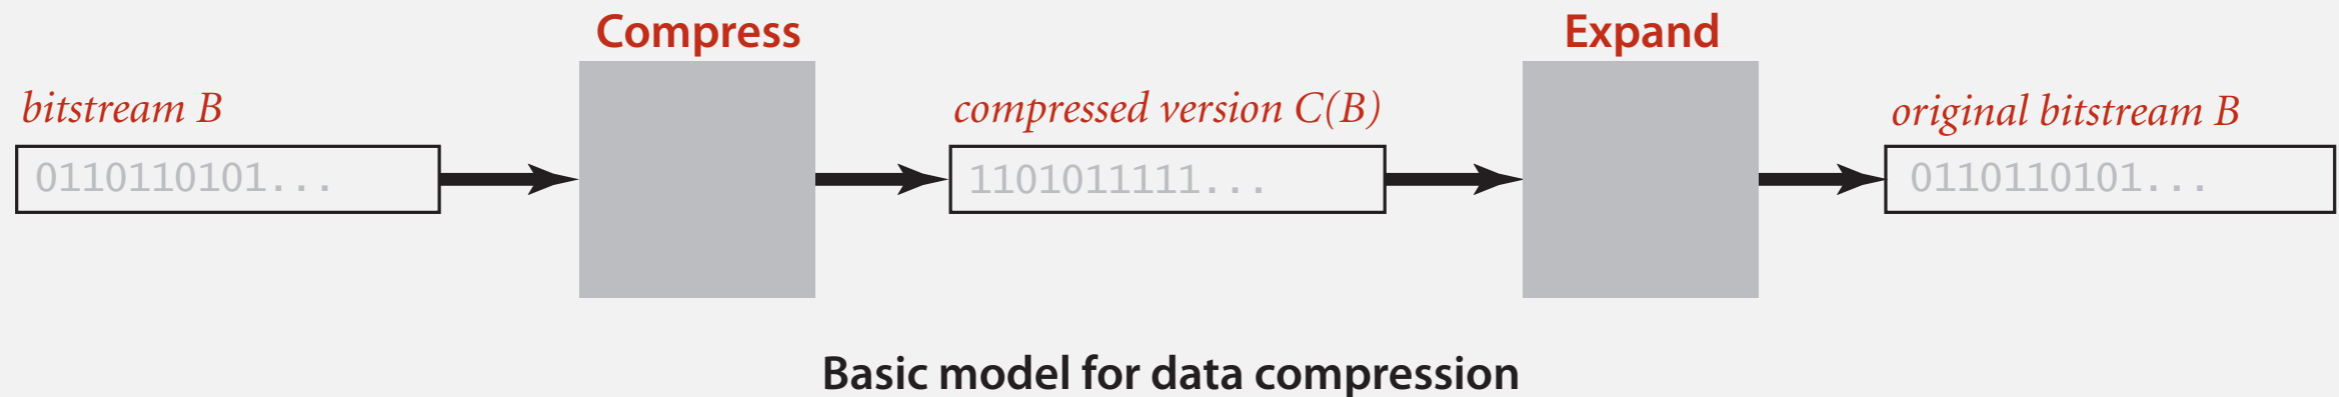 Compress
Expand
bitstream B
compressed version C(B)
original bitstream B
0110110101...
1101011111...
0110110101...
Basic model for data compression